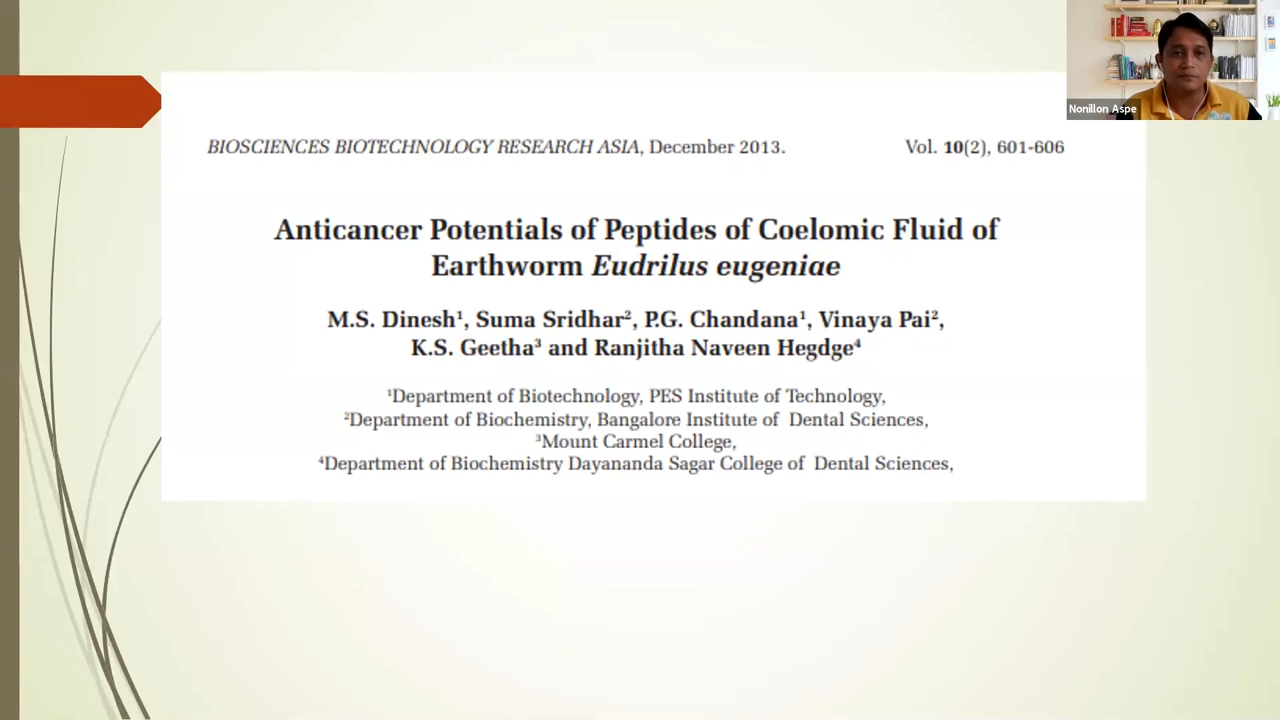 BIOSCIENCES BIOTECHNOLOGY RESEARCH ASIA, December 2013. Vol. 10(2), 601-606
Anticancer Potentials of Peptides of Coelomic Fluid of
Earthworm Eudrilus eugeniae
M.S. Dinesh¹, Suma Sridhar², P.G. Chandana¹, Vinaya Pai²,
K.S. Geetha³ and Ranjitha Naveen Hegdge⁴
¹Department of Biotechnology, PES Institute of Technology,
²Department of Biochemistry, Bangalore Institute of Dental Sciences,
³Mount Carmel College,
⁴Department of Biochemistry Dayananda Sagar College of Dental Sciences,
Nonillon Aspe